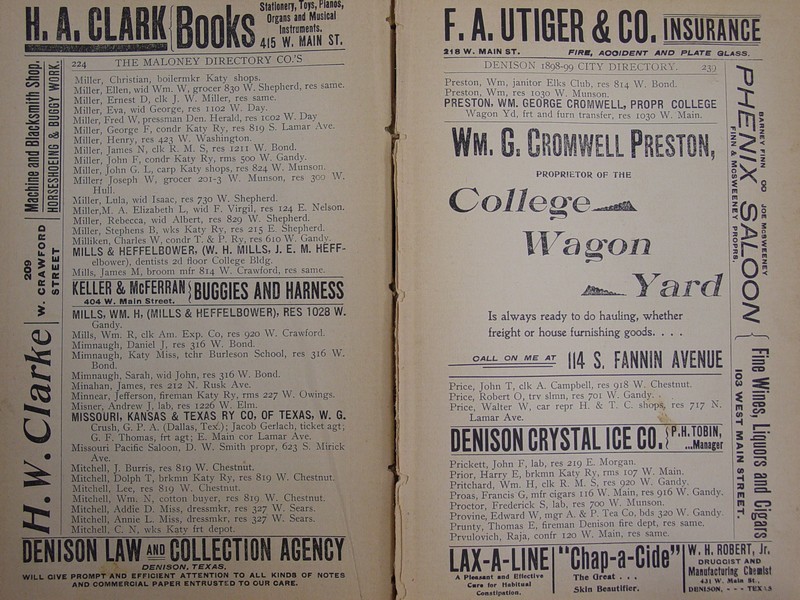 H. A. CLARK { Books
Stationery, Toys, Pianos,
Organs and Musical
Instruments.
415 W. MAIN ST.
224 THE MALONEY DIRECTORY CO.'S
Machine and Blacksmith Shop.
HORSESHOEING & BUGGY WORK.
209
W. CRAWFORD
STREET
H. W. Clarke
Miller, Christian, boilermkr Katy shops.
Miller, Ellen, wid Wm. W, grocer 830 W. Shepherd, res same.
Miller, Ernest D, clk J. W. Miller, res same.
Miller, Eva, wid George, res 1102 W. Day.
Miller, Fred W, pressman Den. Herald, res 1102 W. Day
Miller, George F, condr Katy Ry, res 819 S. Lamar Ave.
Miller, Henry, res 423 W. Washington.
Miller, James N, clk R. M. S, res 1211 W. Bond.
Miller, John F, condr Katy Ry, rms 500 W. Gandy.
Miller, John G. L, carp Katy shops, res 824 W. Munson.
Miller, Joseph W, grocer 201-3 W. Munson, res 300 W.
Hull.
Miller, Lula, wid Isaac, res 730 W. Shepherd.
Miller, M. A. Elizabeth L, wid F. Virgil, res 124 E. Nelson.
Miller, Rebecca, wid Albert, res 829 W. Shepherd.
Miller, Stephens B, wks Katy Ry, res 215 E. Shepherd.
Milliken, Charles W, condr T. & P. Ry, res 610 W. Gandy.
MILLS & HEFFELBOWER, (W. H. MILLS, J. E. M. HEFF-
elbower), dentists 2d floor College Bldg.
Mills, James M, broom mfr 814 W. Crawford, res same.
KELLER & McFERRAN } BUGGIES AND HARNESS
404 W. Main Street.
MILLS, WM. H, (MILLS & HEFFELBOWER), RES 1028 W.
Gandy.
Mills, Wm. R, clk Am. Exp. Co, res 920 W. Crawford.
Mimnaugh, Daniel J, res 316 W. Bond.
Mimnaugh, Katy Miss, tchr Burleson School, res 316 W.
Bond.
Mimnaugh, Sarah, wid John, res 316 W. Bond.
Minahan, James, res 212 N. Rusk Ave.
Minnear, Jefferson, fireman Katy Ry, rms 227 W. Owings.
Misner, Andrew J, lab, res 1226 W. Elm.
MISSOURI, KANSAS & TEXAS RY CO, OF TEXAS, W. G.
Crush, G. P. A. (Dallas, Tex.); Jacob Gerlach, ticket agt;
G. F. Thomas, frt agt; E. Main cor Lamar Ave.
Missouri Pacific Saloon, D. W. Smith propr, 623 S. Mirick
Ave.
Mitchell, J. Burris, res 819 W. Chestnut.
Mitchell, Dolph T, brkmn Katy Ry, res 819 W. Chestnut.
Mitchell, Lee, res 819 W. Chestnut.
Mitchell, Wm. N, cotton buyer, res 819 W. Chestnut.
Mitchell, Addie D. Miss, dressmkr, res 327 W. Sears.
Mitchell, Annie L. Miss, dressmkr, res 327 W. Sears.
Mitchell, C. N, wks Katy frt depot.
DENISON LAW AND COLLECTION AGENCY
DENISON, TEXAS.
WILL GIVE PROMPT AND EFFICIENT ATTENTION TO ALL KINDS OF NOTES
AND COMMERCIAL PAPER ENTRUSTED TO OUR CARE.
F. A. UTIGER & CO. INSURANCE
218 W. MAIN ST. FIRE, ACCIDENT AND PLATE GLASS.
DENISON 1898-99 CITY DIRECTORY. 239
Preston, Wm, janitor Elks Club, res 814 W. Bond.
Preston, Wm, res 1030 W. Munson.
PRESTON, WM. GEORGE CROMWELL, PROPR COLLEGE
Wagon Yd, frt and furn transfer, res 1030 W. Main.
WM. G. CROMWELL PRESTON,
PROPRIETOR OF THE
College
Wagon
Yard
Is always ready to do hauling, whether
freight or house furnishing goods. . . .
CALL ON ME AT 114 S. FANNIN AVENUE
Price, John T, clk A. Campbell, res 918 W. Chestnut.
Price, Robert O, trv slmn, res 701 W. Gandy.
Price, Walter W, car repr H. & T. C. shops, res 717 N.
Lamar Ave.
DENISON CRYSTAL ICE CO. { P. H. TOBIN,
...Manager
Prickett, John F, lab, res 219 E. Morgan.
Prior, Harry E, brkmn Katy Ry, rms 107 W. Main.
Pritchard, Wm. H, clk R. M. S, res 920 W. Gandy.
Proas, Francis G, mfr cigars 116 W. Main, res 916 W. Gandy.
Proctor, Frederick S, lab, res 700 W. Munson.
Provine, Edward W, mgr A. & P. Tea Co, bds 320 W. Gandy.
Prunty, Thomas E, fireman Denison fire dept, res same.
Prvulovich, Raja, confr 120 W. Main, res same.
PHENIX SALOON
BARNEY FINN OO JOE McSWEENEY
FINN & McSWEENEY PROPRS.
Fine Wines, Liquors and Cigars
103 WEST MAIN STREET.
LAX-A-LINE
A Pleasant and Effective
Cure for Habitual
Constipation.
"Chap-a-Cide"
The Great . . .
Skin Beautifier.
W. H. ROBERT, Jr,
DRUGGIST AND
Manufacturing Chemist
431 W. Main St.,
DENISON, - - - TEXAS